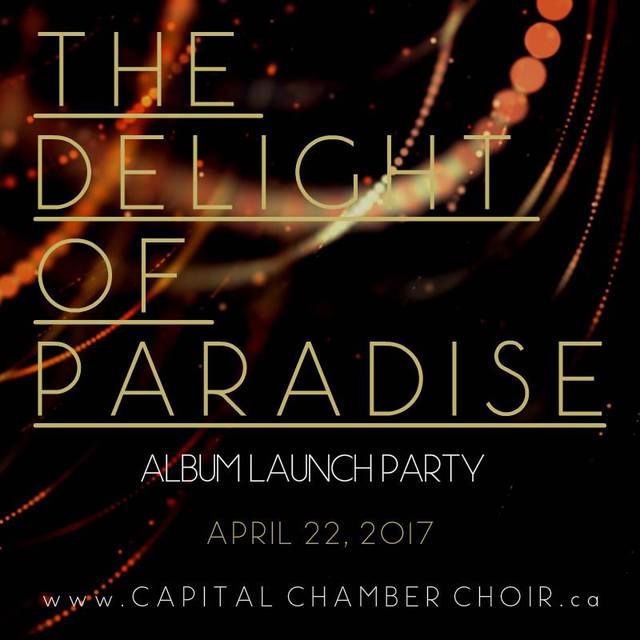 THE
DELIGHT
OF
PARADISE
ALBUM LAUNCH PARTY
APRIL 22, 2017
www.CAPITAL CHAMBER CHOIR.ca